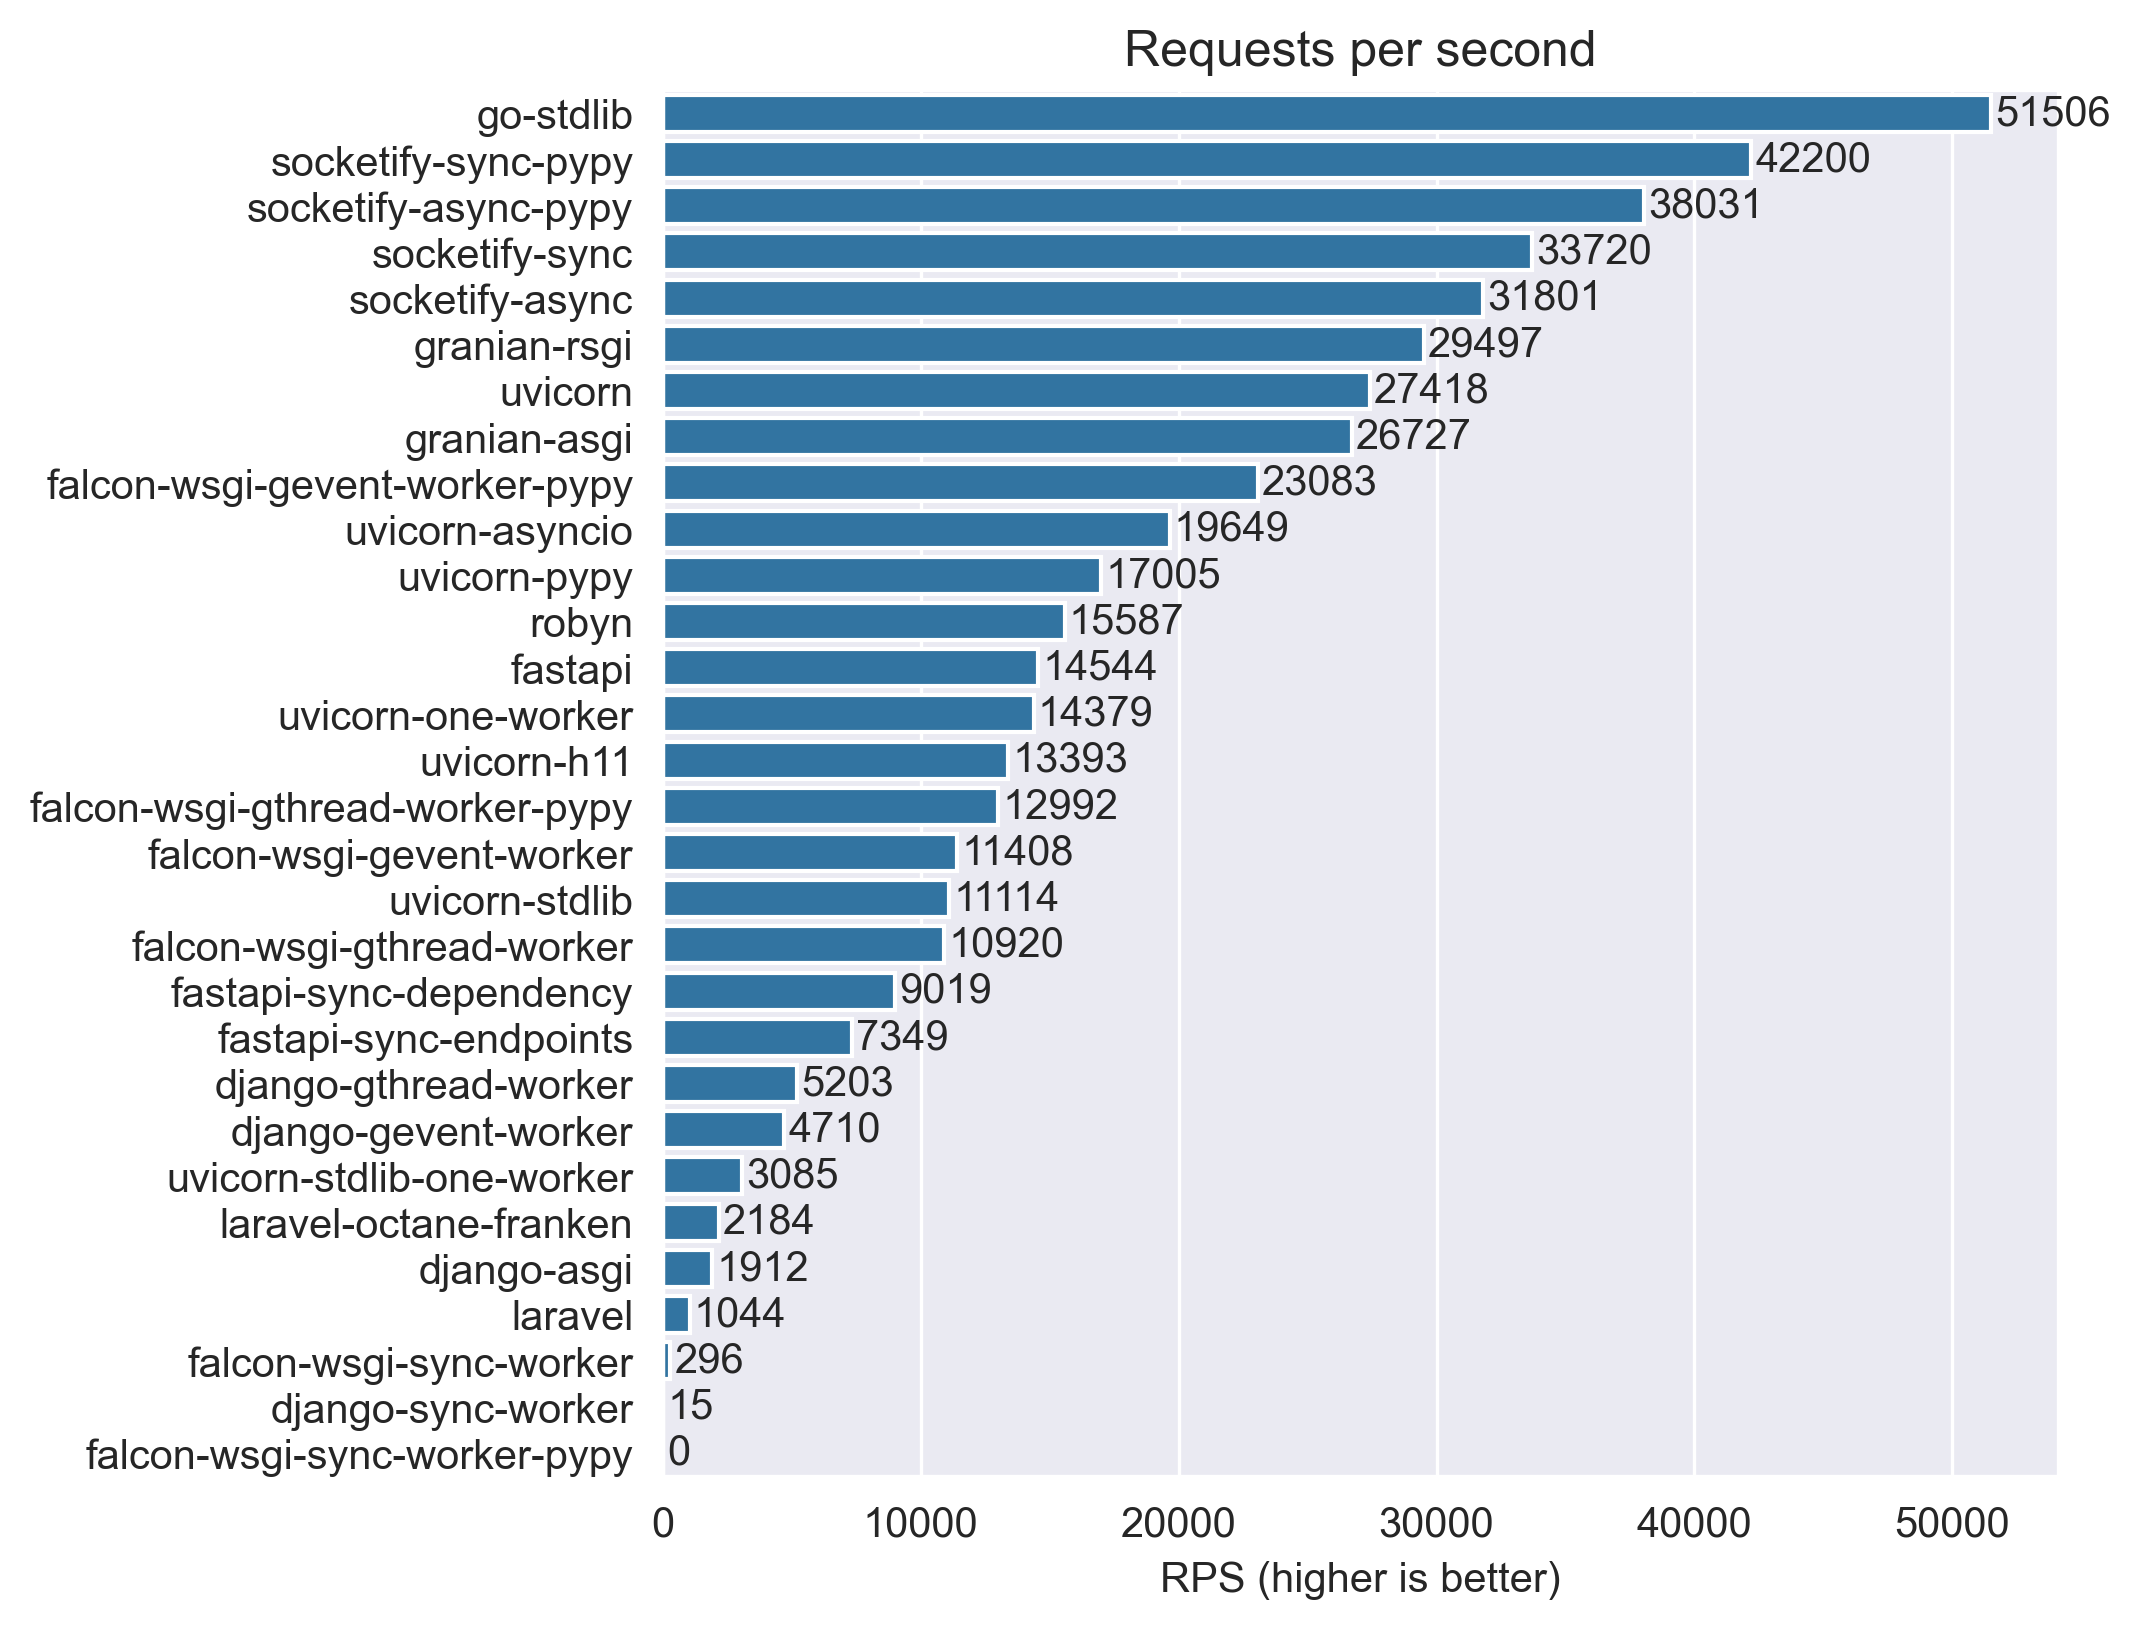 Requests per second
go-stdlib 51506
socketify-sync-pypy 42200
socketify-async-pypy 38031
socketify-sync 33720
socketify-async 31801
granian-rsgi 29497
uvicorn 27418
granian-asgi 26727
falcon-wsgi-gevent-worker-pypy 23083
uvicorn-asyncio 19649
uvicorn-pypy 17005
robyn 15587
fastapi 14544
uvicorn-one-worker 14379
uvicorn-h11 13393
falcon-wsgi-gthread-worker-pypy 12992
falcon-wsgi-gevent-worker 11408
uvicorn-stdlib 11114
falcon-wsgi-gthread-worker 10920
fastapi-sync-dependency 9019
fastapi-sync-endpoints 7349
django-gthread-worker 5203
django-gevent-worker 4710
uvicorn-stdlib-one-worker 3085
laravel-octane-franken 2184
django-asgi 1912
laravel 1044
falcon-wsgi-sync-worker 296
django-sync-worker 15
falcon-wsgi-sync-worker-pypy 0
0 10000 20000 30000 40000 50000
RPS (higher is better)